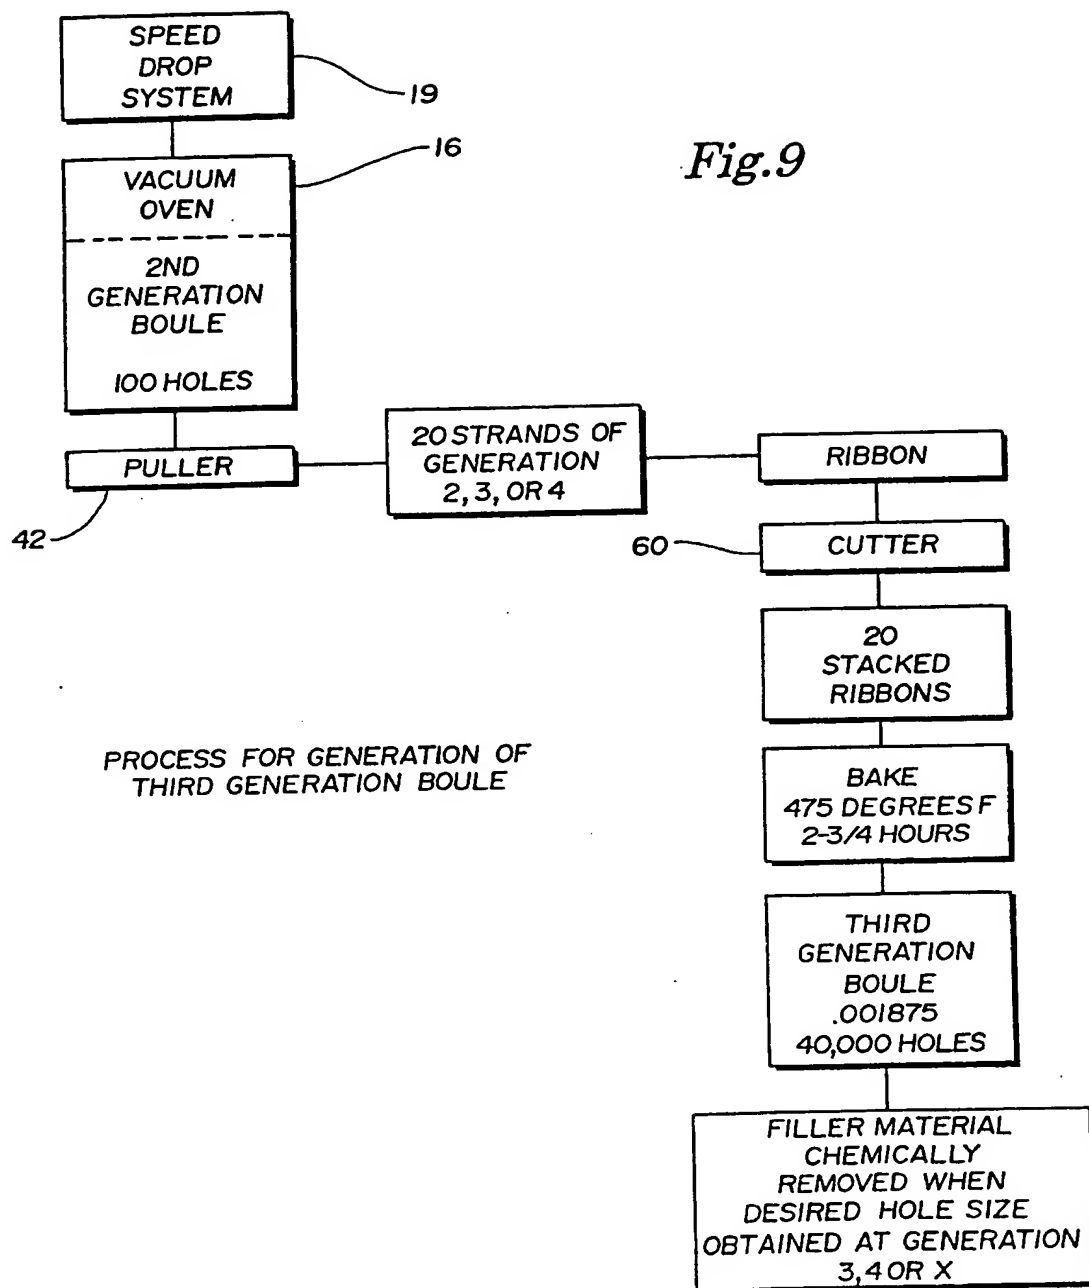 SPEED
DROP
SYSTEM
19
VACUUM
OVEN
16
Fig.9
2ND
GENERATION
BOULE
100 HOLES
PULLER
42
20 STRANDS OF
GENERATION
2, 3, OR 4
RIBBON
CUTTER
60
20
STACKED
RIBBONS
PROCESS FOR GENERATION OF
THIRD GENERATION BOULE
BAKE
475 DEGREES F
2-3/4 HOURS
THIRD
GENERATION
BOULE
.001875
40,000 HOLES
FILLER MATERIAL
CHEMICALLY
REMOVED WHEN
DESIRED HOLE SIZE
OBTAINED AT GENERATION
3, 4 OR X